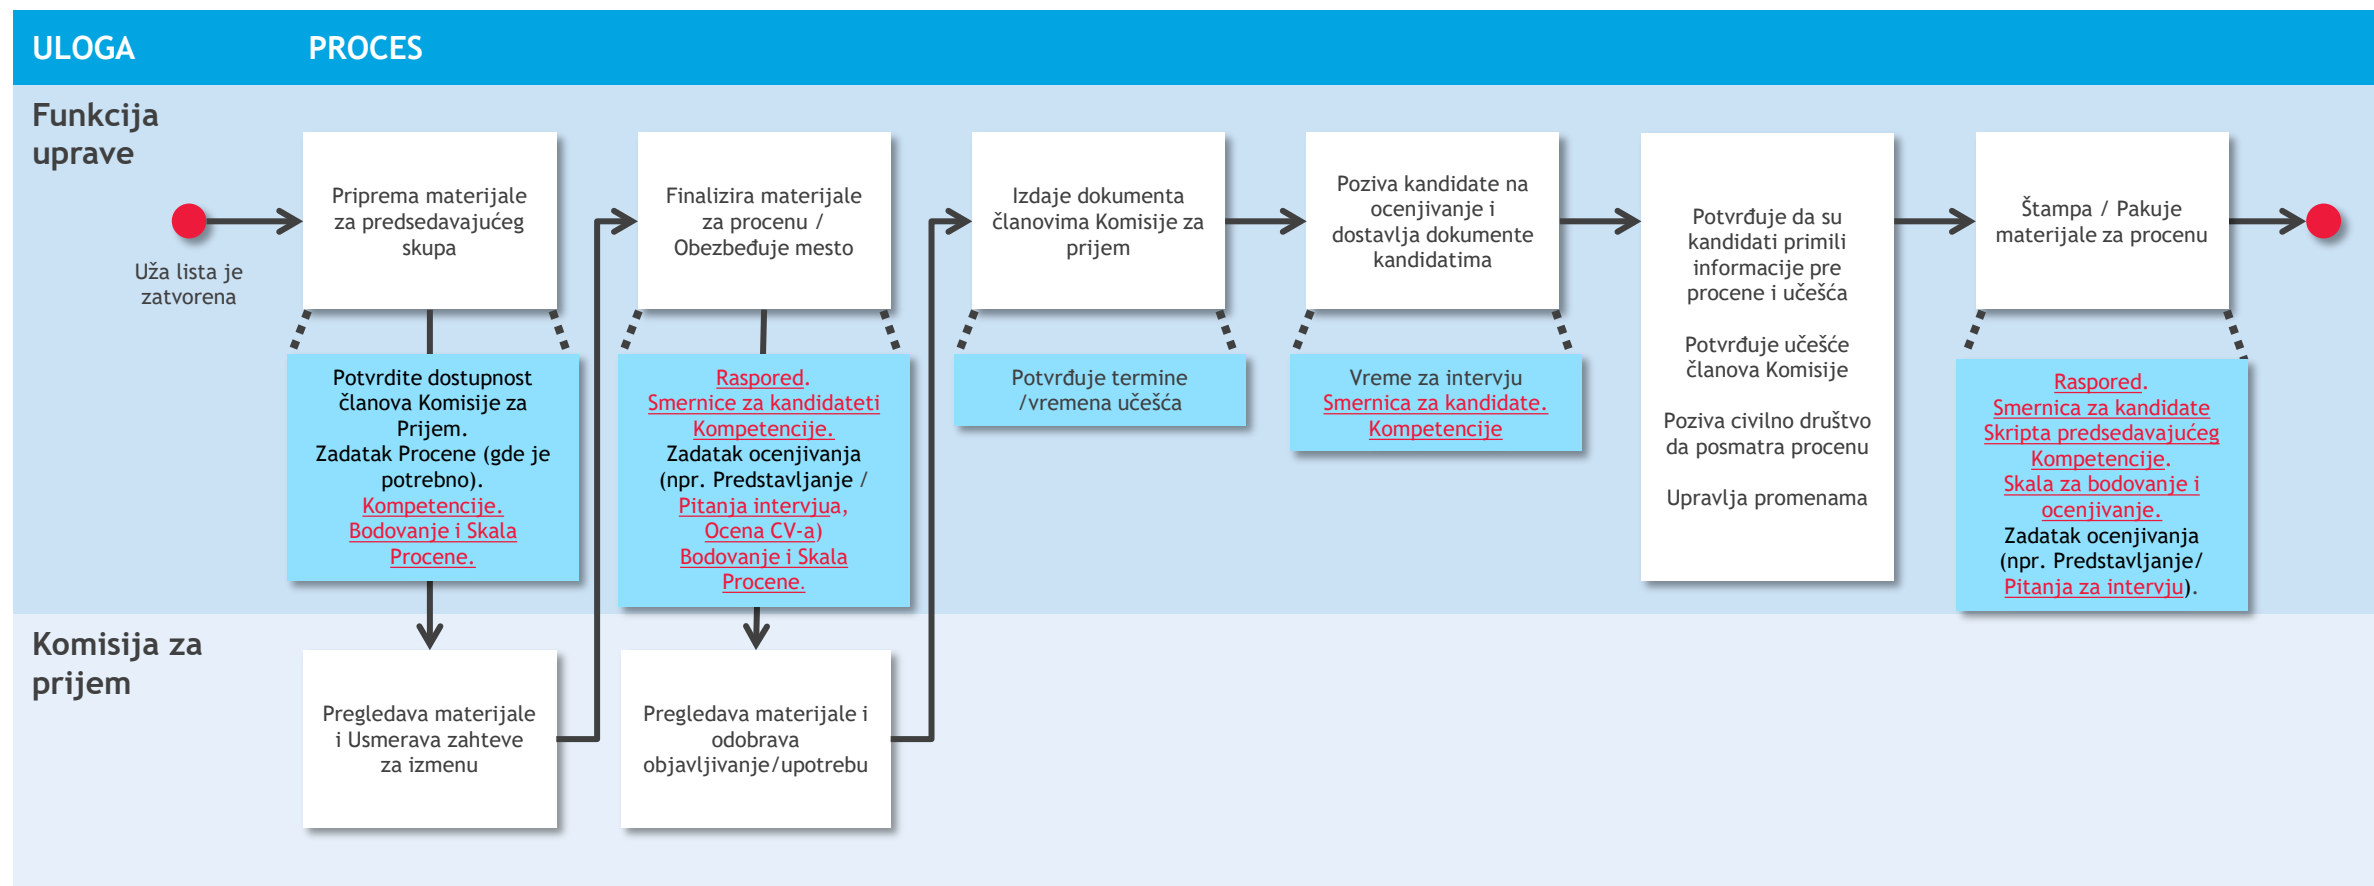 ULOGA
PROCES
Funkcija
uprave
Uža lista je
zatvorena
Priprema materijale
za predsedavajućeg
skupa
Finalizira materijale
za procenu /
Obezbeđuje mesto
Izdaje dokumenta
članovima Komisije za
prijem
Poziva kandidate na
ocenjivanje i
dostavlja dokumente
kandidatima
Potvrđuje da su
kandidati primili
informacije pre
procene i učešća
Potvrđuje učešće
članova Komisije
Poziva civilno društvo
da posmatra procenu
Upravlja promenama
Štampa / Pakuje
materijale za procenu
Potvrdite dostupnost
članova Komisije za
Prijem.
Zadatak Procene (gde je
potrebno).
Kompetencije.
Bodovanje i Skala
Procene.
Raspored.
Smernice za kandidateti
Kompetencije.
Zadatak ocenjivanja
(npr. Predstavljanje /
Pitanja intervjua,
Ocena CV-a)
Bodovanje i Skala
Procene.
Potvrđuje termine
/vremena učešća
Vreme za intervju
Smernica za kandidate.
Kompetencije
Raspored.
Smernica za kandidate
Skripta predsedavajućeg
Kompetencije.
Skala za bodovanje i
ocenjivanje.
Zadatak ocenjivanja
(npr. Predstavljanje/
Pitanja za intervju).
Komisija za
prijem
Pregledava materijale
i Usmerava zahteve
za izmenu
Pregledava materijale i
odobrava
objavljivanje/upotrebu